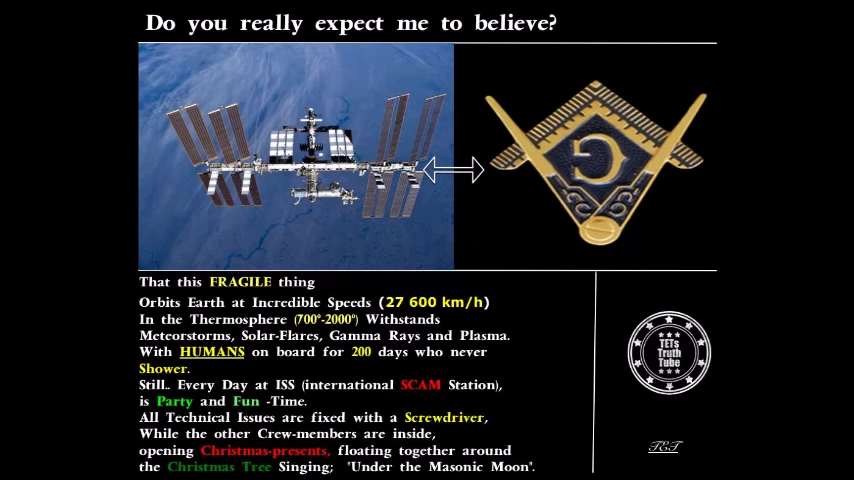 Do you really expect me to believe?
That this FRAGILE thing
Orbits Earth at Incredible Speeds (27 600 km/h)
In the Thermosphere (700°-2000°) Withstands
Meteorstorms, Solar-Flares, Gamma Rays and Plasma.
With HUMANS on board for 200 days who never
Shower.
Still.. Every Day at ISS (international SCAM Station),
is Party and Fun -Time.
All Technical Issues are fixed with a Screwdriver,
While the other Crew-members are inside,
opening Christmas-presents, floating together around
the Christmas Tree Singing; "Under the Masonic Moon".
TETs
Truth
Tube
TET